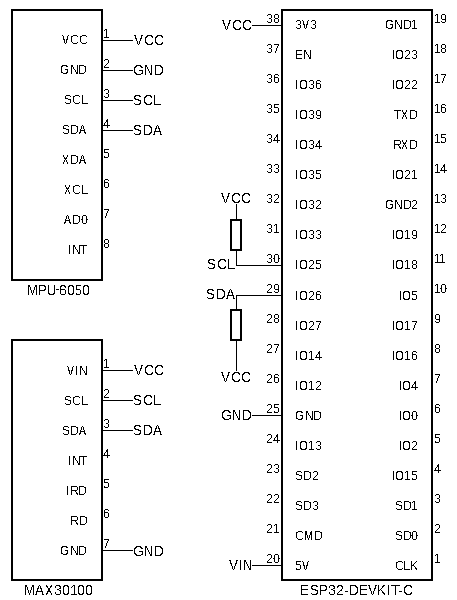 VCC 1 VCC
GND 2 GND
SCL 3 SCL
SDA 4 SDA
XDA 5
XCL 6
AD0 7
INT 8
MPU-6050
VIN 1 VCC
SCL 2 SCL
SDA 3 SDA
INT 4
IRD 5
RD 6
GND 7 GND
MAX30100
VCC 38 3V3 GND1 19
37 EN IO23 18
36 IO36 IO22 17
35 IO39 TXD 16
34 IO34 RXD 15
33 IO35 IO21 14
VCC
32 IO32 GND2 13
31 IO33 IO19 12
SCL 30 IO25 IO18 11
SDA 29 IO26 IO5 10
28 IO27 IO17 9
27 IO14 IO16 8
VCC
26 IO12 IO4 7
GND 25 GND IO0 6
24 IO13 IO2 5
23 SD2 IO15 4
22 SD3 SD1 3
21 CMD SD0 2
VIN 20 5V CLK 1
ESP32-DEVKIT-C